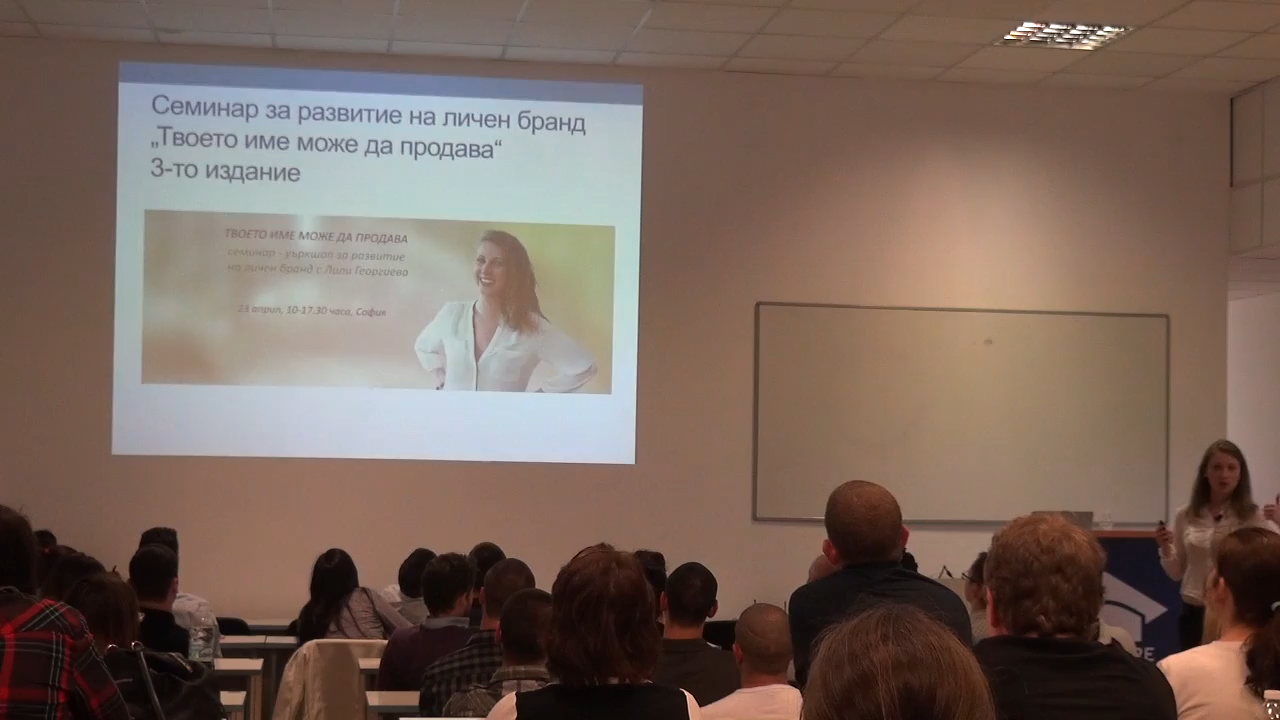 Семинар за развитие на личен бранд
„Твоето име може да продава“
3-то издание
ТВОЕТО ИМЕ МОЖЕ ДА ПРОДАВА
семинар - уъркшоп за развитие
на личен бранд с Лили Георгиева
23 април, 10-17.30 часа, София
PE